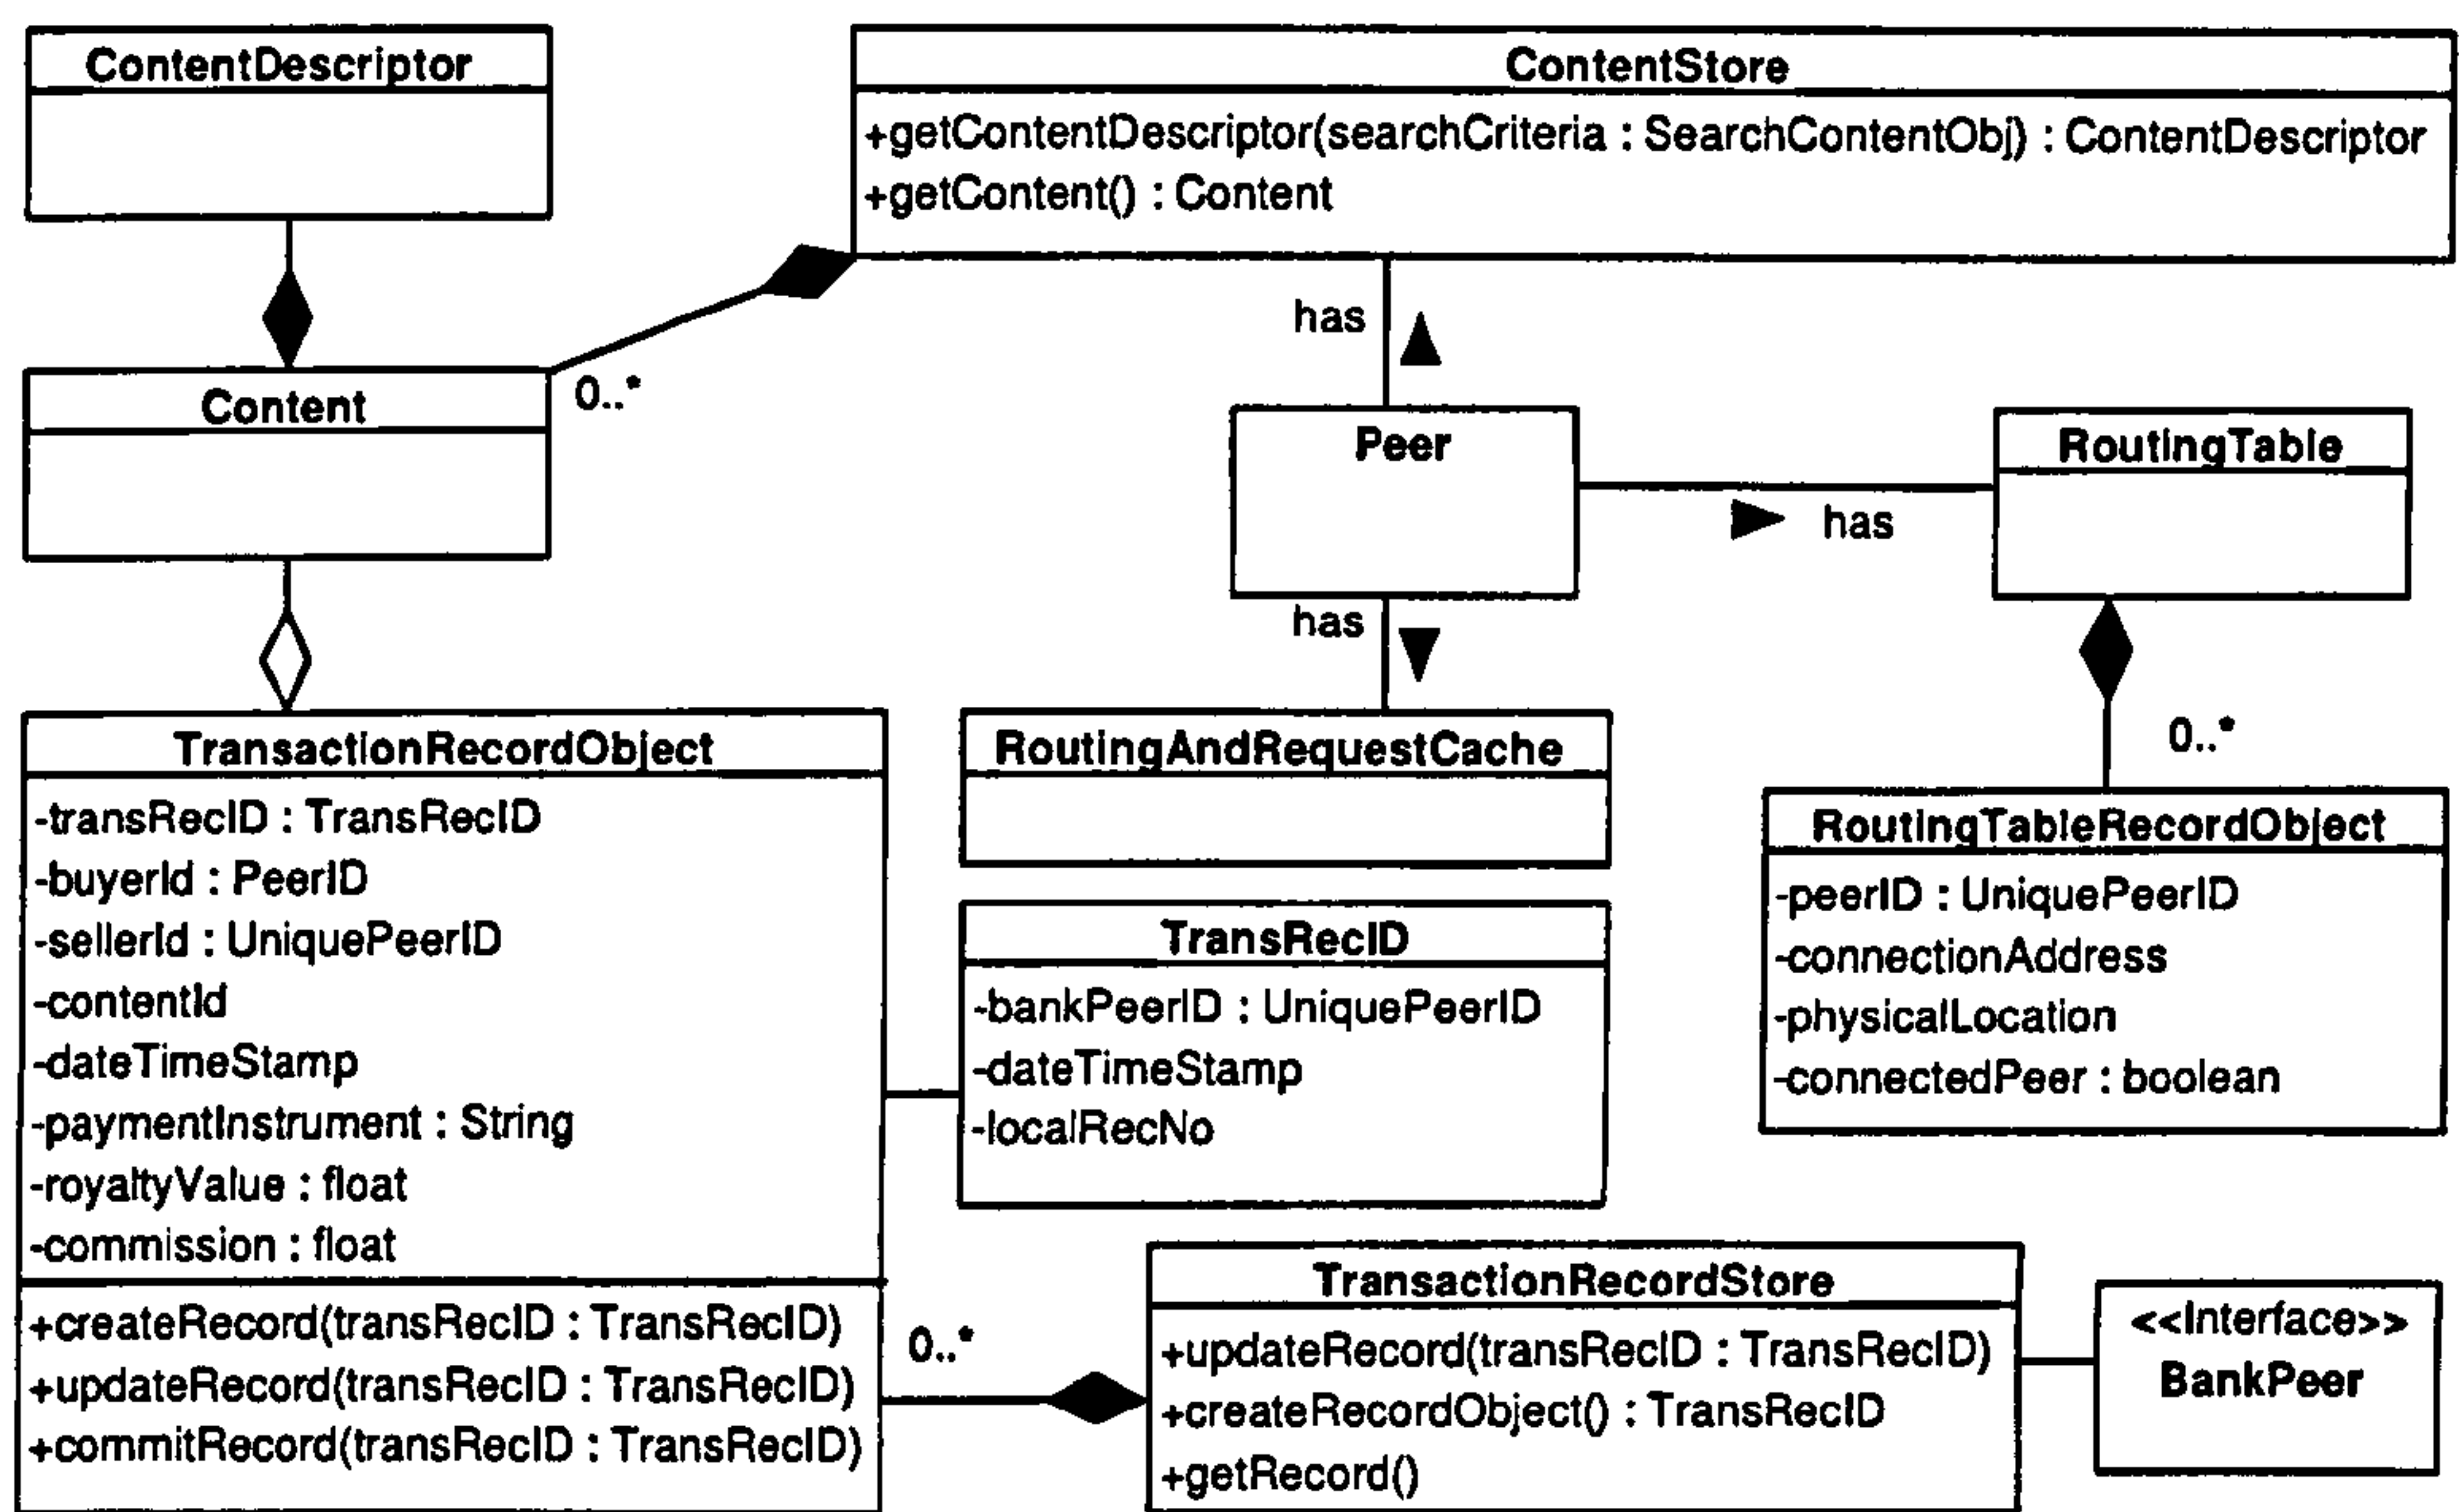 ContentDescriptor
ContentStore
+getContentDescriptor(searchCriteria : SearchContentObj) : ContentDescriptor
+getContent() : Content
Content
0..*
has
Peer
has
RoutingTable
has
TransactionRecordObject
-transRecID : TransRecID
-buyerId : PeerID
-sellerId : UniquePeerID
-contentId
-dateTimeStamp
-paymentInstrument : String
-royaltyValue : float
-commission : float
+createRecord(transRecID : TransRecID)
+updateRecord(transRecID : TransRecID)
+commitRecord(transRecID : TransRecID)
RoutingAndRequestCache
0..*
RoutingTableRecordObject
-peerID : UniquePeerID
-connectionAddress
-physicalLocation
-connectedPeer : boolean
TransRecID
-bankPeerID : UniquePeerID
-dateTimeStamp
-localRecNo
0..*
TransactionRecordStore
+updateRecord(transRecID : TransRecID)
+createRecordObject() : TransRecID
+getRecord()
<<Interface>>
BankPeer